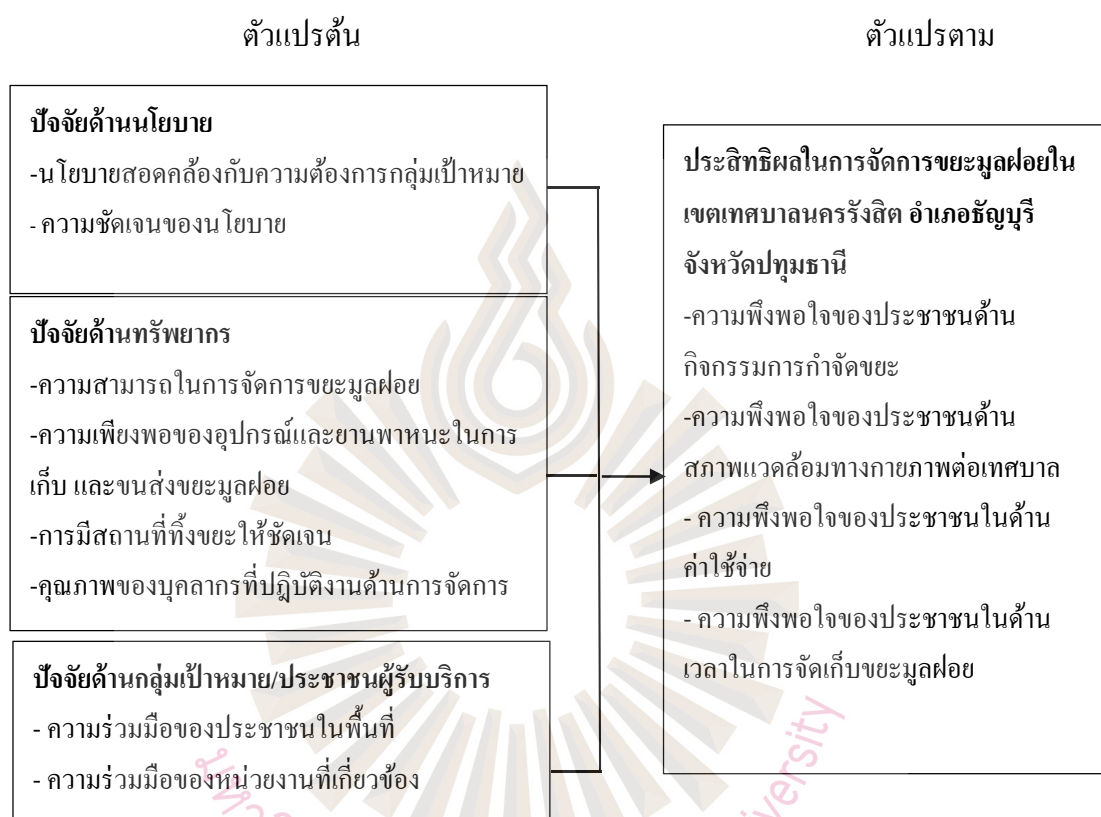 ตัวแปรต้น
ตัวแปรตาม
ปัจจัยด้านนโยบาย
-นโยบายสอดคล้องกับความต้องการกลุ่มเป้าหมาย
- ความชัดเจนของนโยบาย
ปัจจัยด้านทรัพยากร
-ความสามารถในการจัดการขยะมูลฝอย
-ความเพียงพอของอุปกรณ์และยานพาหนะในการ
เก็บ และขนส่งขยะมูลฝอย
-การมีสถานที่ทิ้งขยะให้ชัดเจน
-คุณภาพของบุคลากรที่ปฎิบัติงานด้านการจัดการ
ปัจจัยด้านกลุ่มเป้าหมาย/ประชาชนผู้รับบริการ
- ความร่วมมือของประชาชนในพื้นที่
- ความร่วมมือของหน่วยงานที่เกี่ยวข้อง
ประสิทธิผลในการจัดการขยะมูลฝอยใน
เขตเทศบาลนครรังสิต อำเภอธัญบุรี
จังหวัดปทุมธานี
-ความพึงพอใจของประชาชนด้าน
กิจกรรมการกำจัดขยะ
-ความพึงพอใจของประชาชนด้าน
สภาพแวดล้อมทางกายภาพต่อเทศบาล
- ความพึงพอใจของประชาชนในด้าน
ค่าใช้จ่าย
- ความพึงพอใจของประชาชนในด้าน
เวลาในการจัดเก็บขยะมูลฝอย